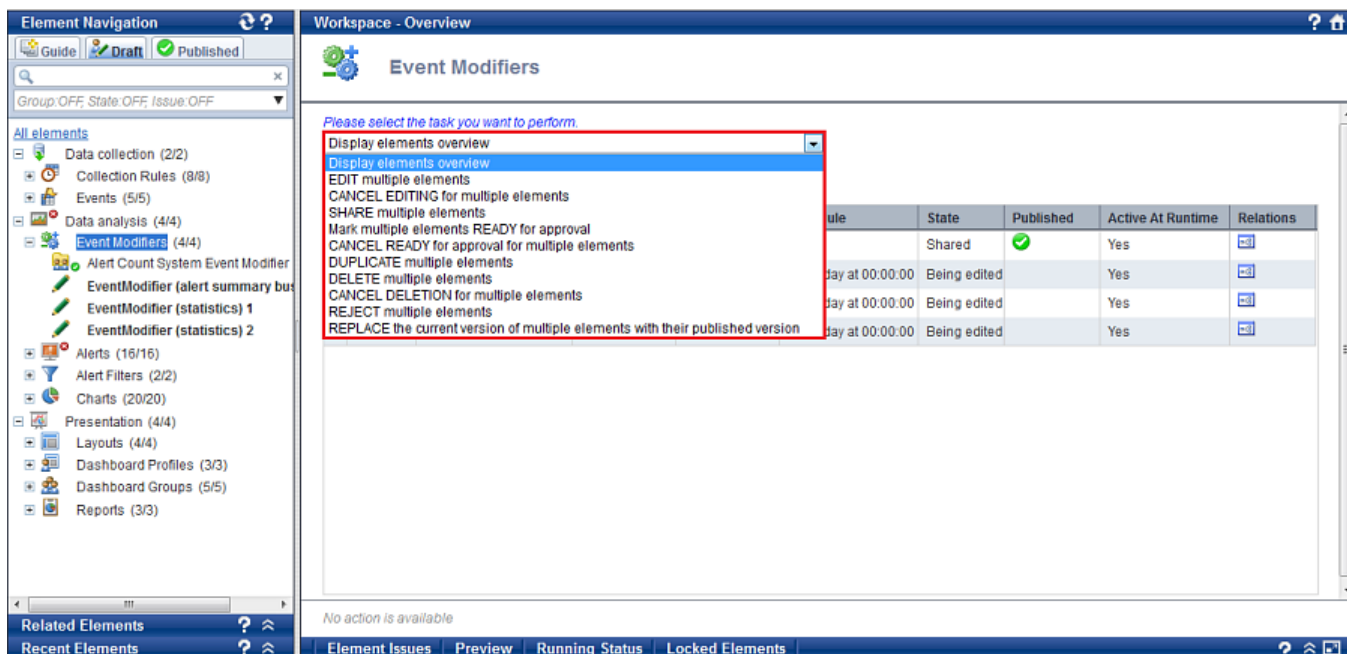 Element Navigation
Guide Draft Published
Group:OFF, State:OFF, Issue:OFF
All elements
Data collection (2/2)
Collection Rules (8/8)
Events (5/5)
Data analysis (4/4)
Event Modifiers (4/4)
Alert Count System Event Modifier
EventModifier (alert summary bus
EventModifier (statistics) 1
EventModifier (statistics) 2
Alerts (16/16)
Alert Filters (2/2)
Charts (20/20)
Presentation (4/4)
Layouts (4/4)
Dashboard Profiles (3/3)
Dashboard Groups (5/5)
Reports (3/3)
Related Elements ?
Recent Elements ?
Workspace - Overview ?
Event Modifiers
Please select the task you want to perform.
Display elements overview
Display elements overview
EDIT multiple elements
CANCEL EDITING for multiple elements
SHARE multiple elements
Mark multiple elements READY for approval
CANCEL READY for approval for multiple elements
DUPLICATE multiple elements
DELETE multiple elements
CANCEL DELETION for multiple elements
REJECT multiple elements
REPLACE the current version of multiple elements with their published version
ule State Published Active At Runtime Relations
Shared Yes
day at 00:00:00 Being edited Yes
day at 00:00:00 Being edited Yes
day at 00:00:00 Being edited Yes
No action is available
Element Issues Preview Running Status Locked Elements ?